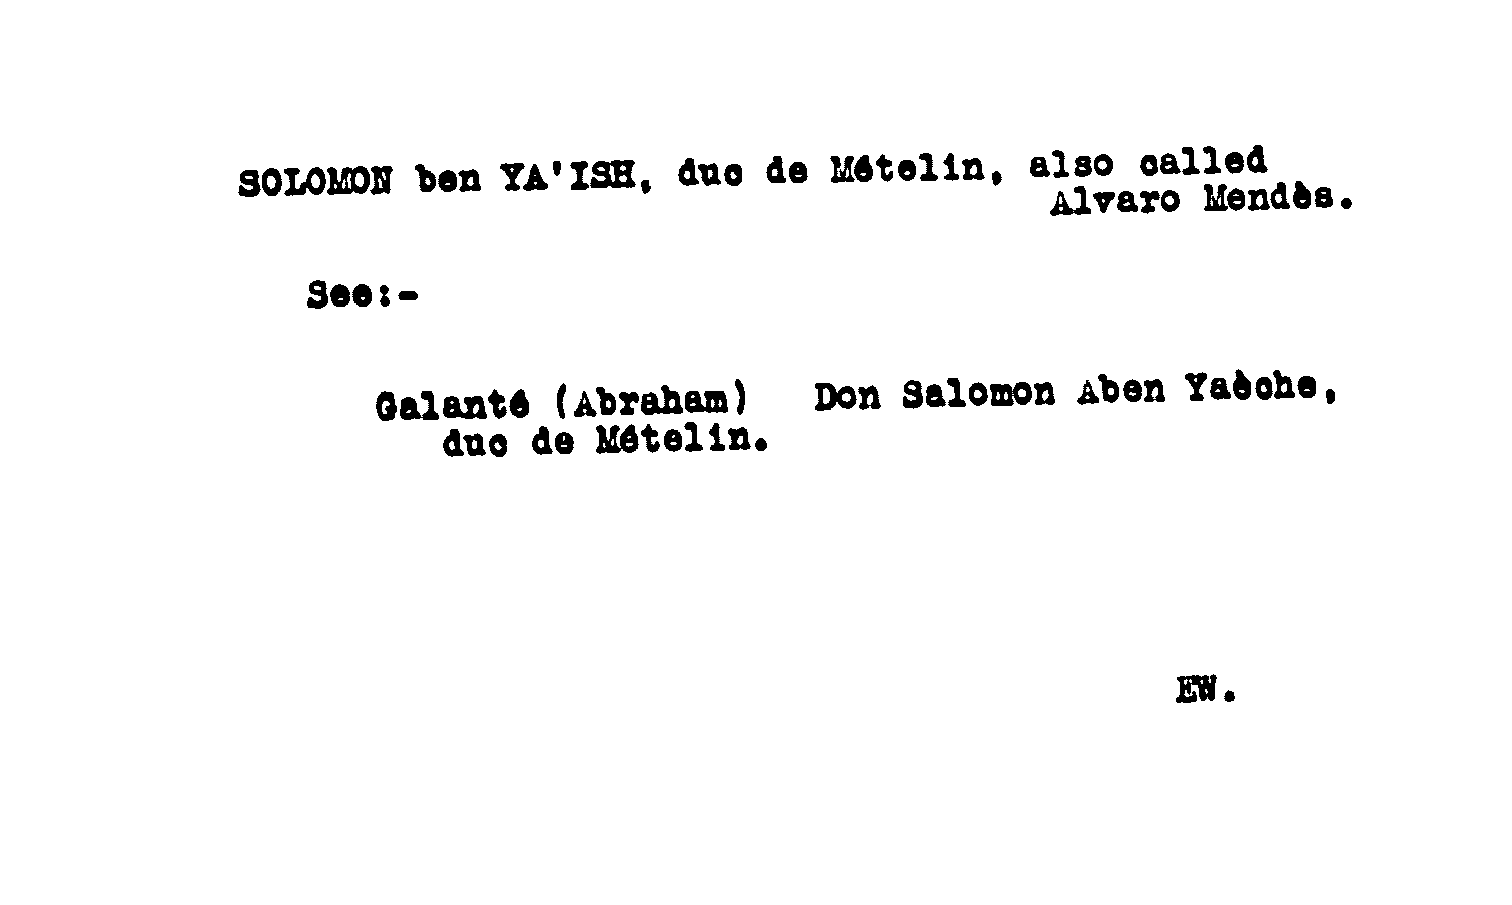 SOLOMON ben YA'ISH, duc de Mételin, also called
Alvaro Mendès.
See:-
Galanté (Abraham) Don Salomon Aben Yaèche,
duc de Mételin.
EW.